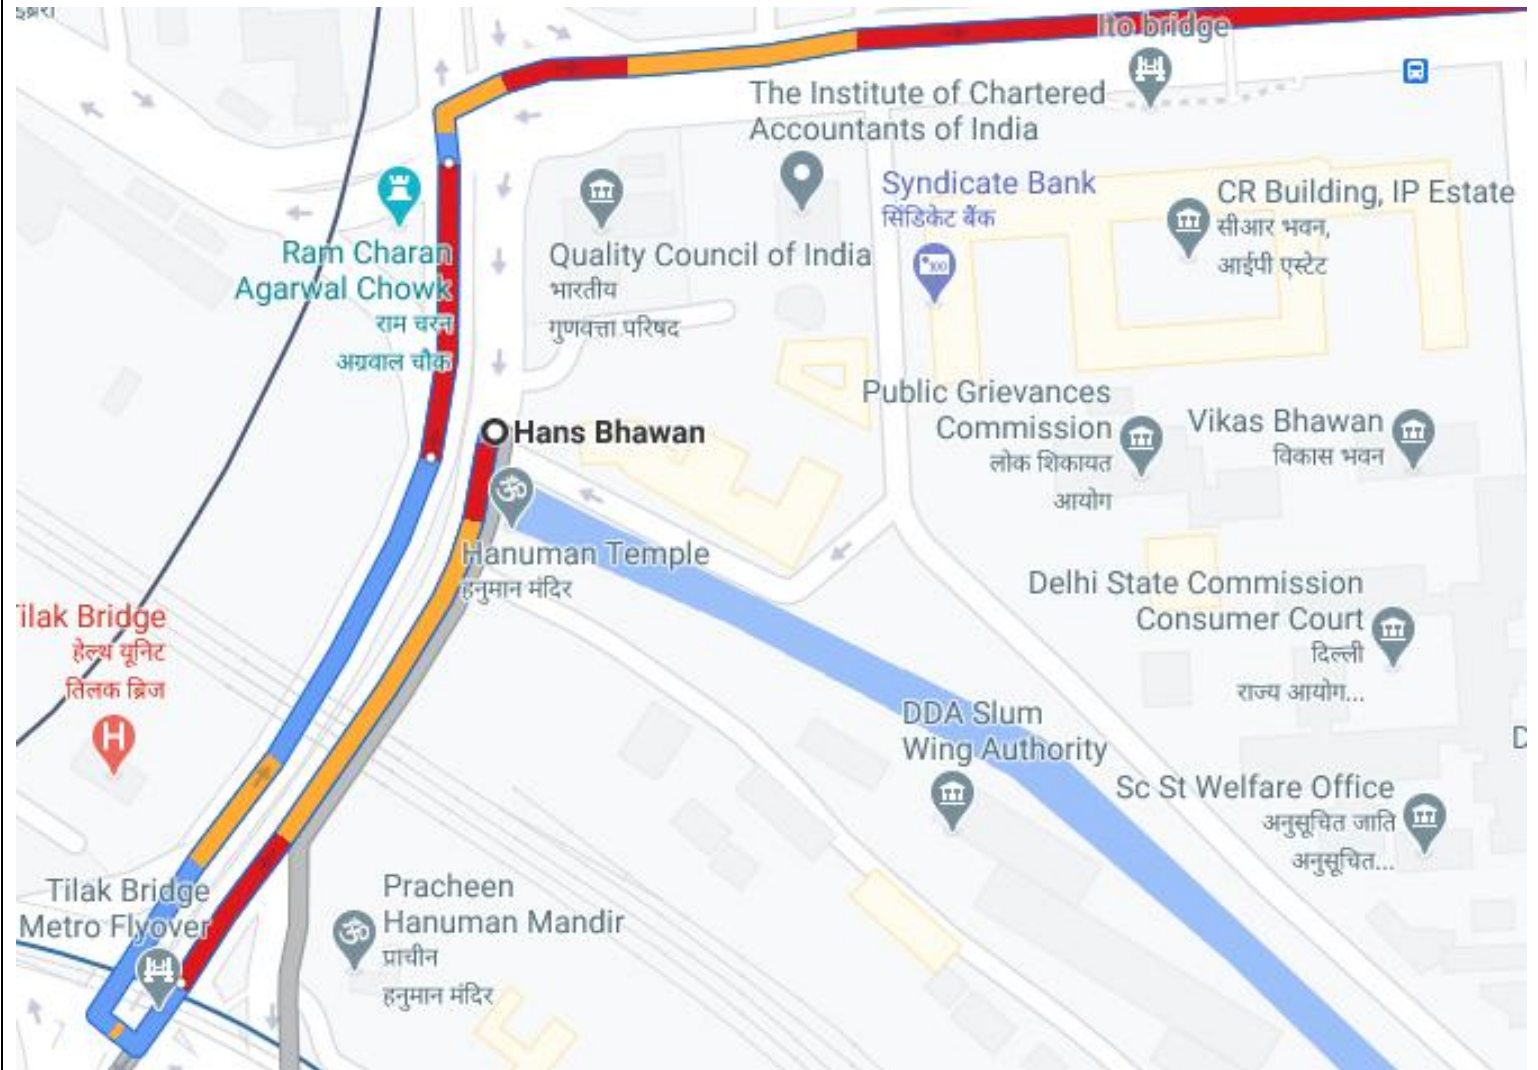 Ito bridge
The Institute of Chartered
Accountants of India
Syndicate Bank
सिंडिकेट बैंक
CR Building, IP Estate
सीआर भवन,
आईपी एस्टेट
Ram Charan
Agarwal Chowk
राम चरन
अग्रवाल चौक
Quality Council of India
भारतीय
गुणवत्ता परिषद
Public Grievances
Commission
लोक शिकायत
आयोग
Vikas Bhawan
विकास भवन
Hans Bhawan
Hanuman Temple
हनुमान मंदिर
Delhi State Commission
Consumer Court
दिल्ली
राज्य आयोग...
ilak Bridge
हेल्थ यूनिट
तिलक ब्रिज
H
DDA Slum
Wing Authority
Sc St Welfare Office
अनुसूचित जाति
अनुसूचित...
Tilak Bridge
Metro Flyover
Pracheen
Hanuman Mandir
प्राचीन
हनुमान मंदिर